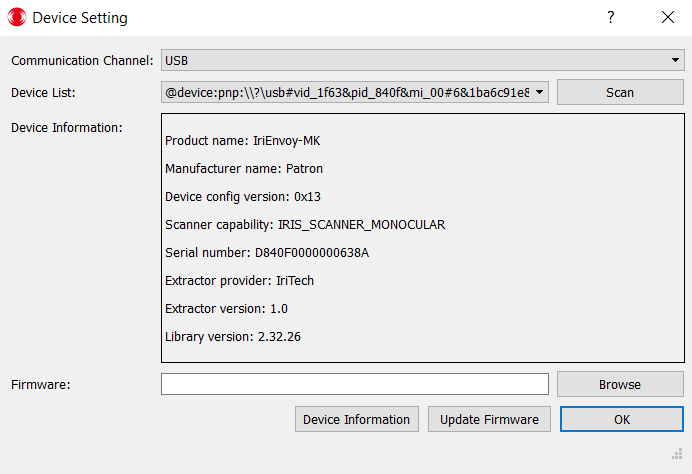 Device Setting
?
Communication Channel: USB
Device List: @device:pnp:\\?\usb#vid_1f63&pid_840f&mi_00#6&1ba6c91e8 Scan
Device Information:
Product name: IriEnvoy-MK
Manufacturer name: Patron
Device config version: 0x13
Scanner capability: IRIS_SCANNER_MONOCULAR
Serial number: D840F0000000638A
Extractor provider: IriTech
Extractor version: 1.0
Library version: 2.32.26
Firmware: Browse
Device Information Update Firmware OK